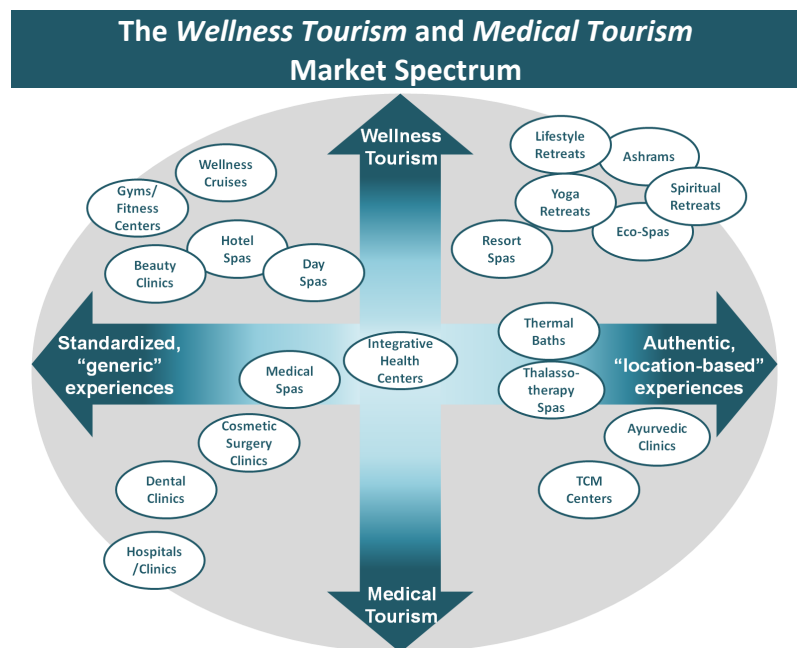 The Wellness Tourism and Medical Tourism
Market Spectrum
Wellness
Tourism
Lifestyle
Retreats
Ashrams
Wellness
Cruises
Gyms/
Fitness
Centers
Yoga
Retreats
Spiritual
Retreats
Hotel
Spas
Resort
Spas
Eco-Spas
Beauty
Clinics
Day
Spas
Standardized,
"generic"
experiences
Integrative
Health
Centers
Thermal
Baths
Authentic,
"location-based"
experiences
Medical
Spas
Thalasso-
therapy
Spas
Cosmetic
Surgery
Clinics
Ayurvedic
Clinics
Dental
Clinics
TCM
Centers
Hospitals
/Clinics
Medical
Tourism